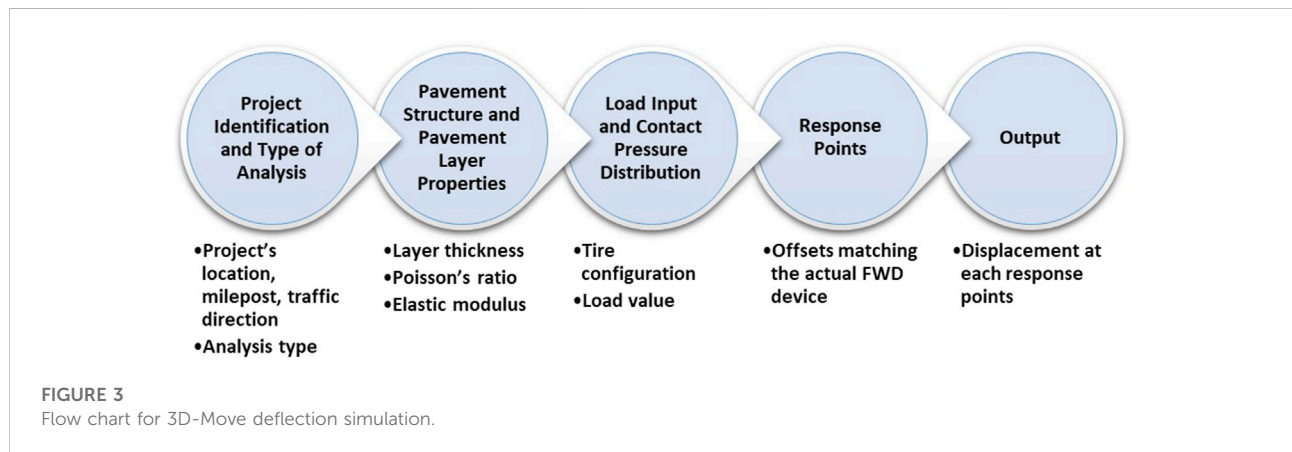 Project
Identification
and Type of
Analysis
Pavement
Structure and
Pavement
Layer
Properties
Load Input
and Contact
Pressure
Distribution
Response
Points
Output
•Project's
location,
milepost, traffic
direction
•Analysis type
•Layer thickness
•Poisson's ratio
•Elastic modulus
•Tire
configuration
•Load value
•Offsets matching
the actual FWD
device
•Displacement at
each response
points
FIGURE 3
Flow chart for 3D-Move deflection simulation.